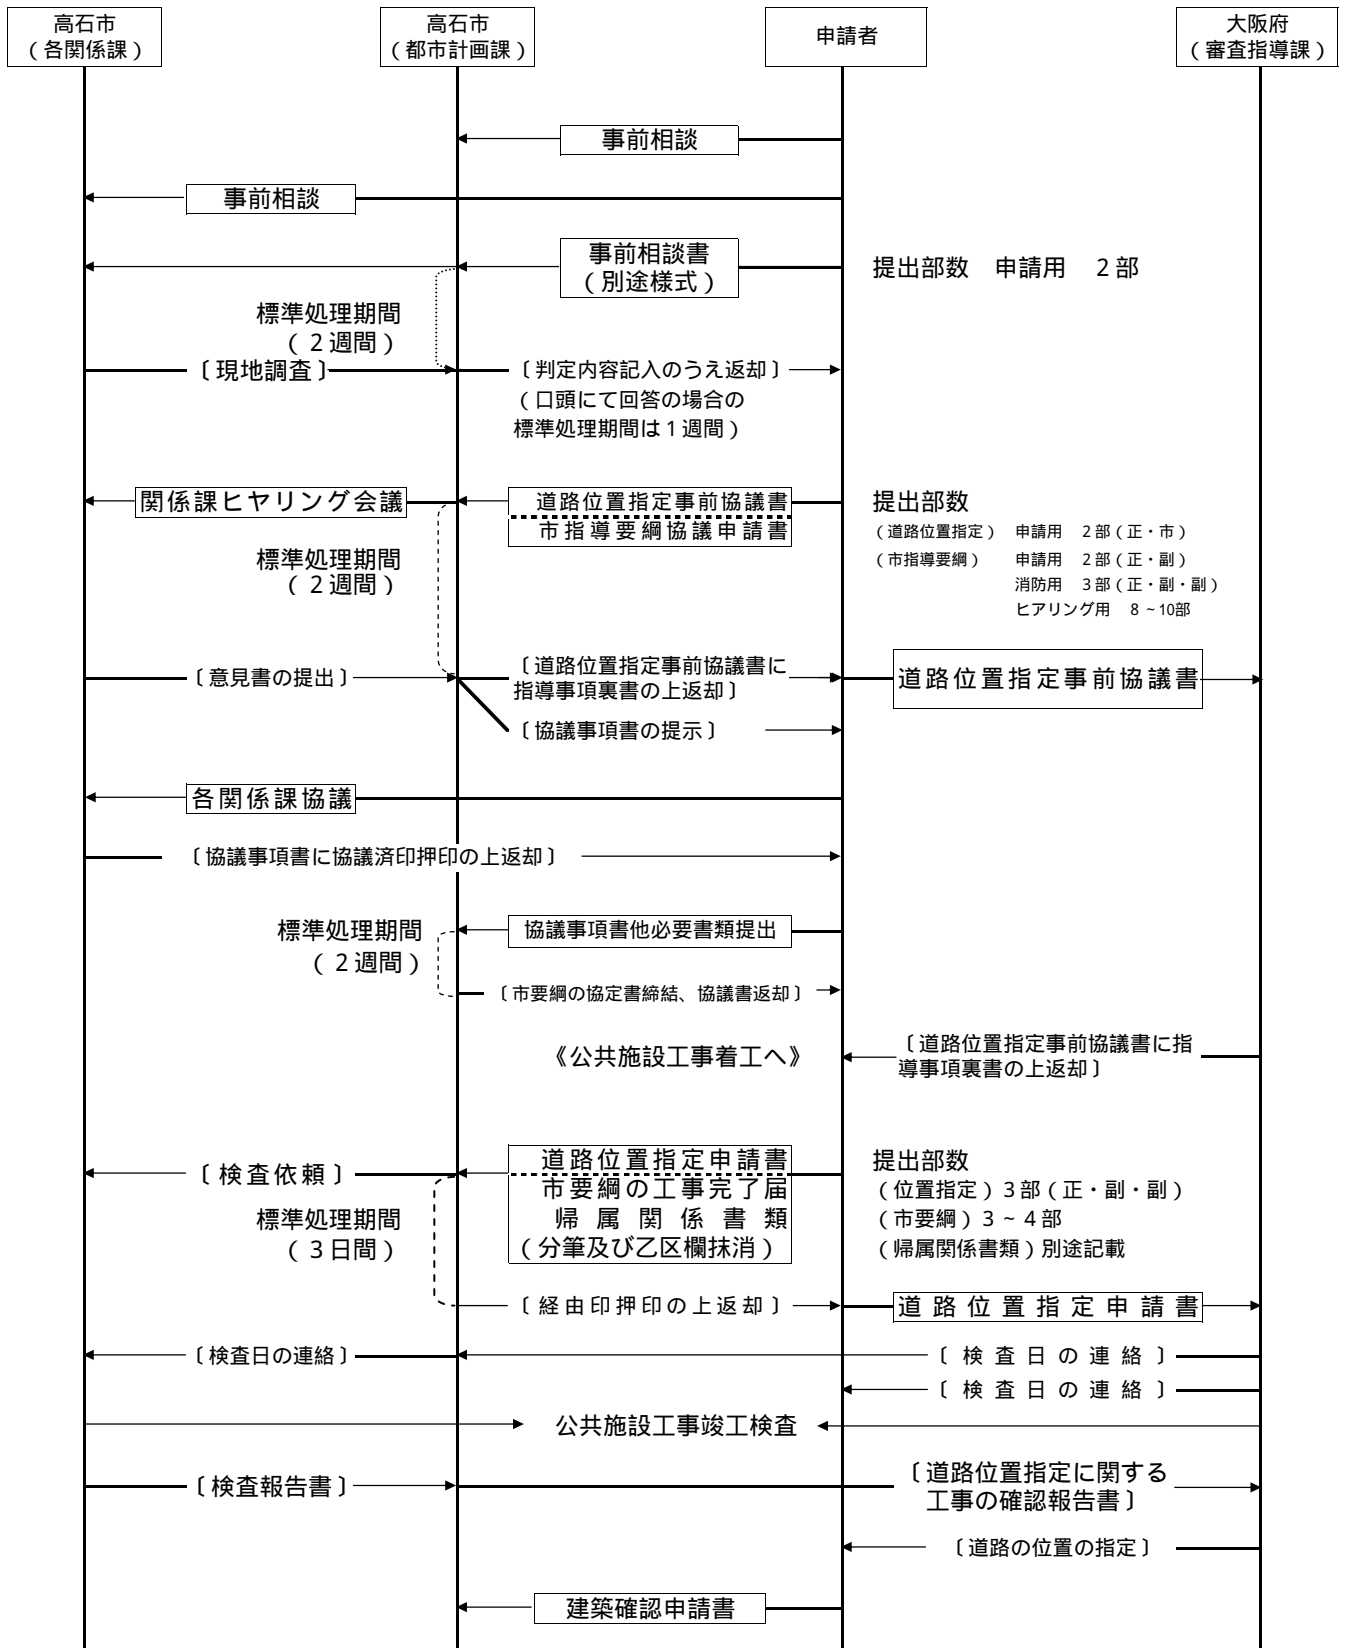 高石市
（各関係課）
高石市
（都市計画課）
申請者
大阪府
（審査指導課）
事前相談
事前相談
事前相談書
（別途様式）
提出部数　申請用　２部
標準処理期間
（２週間）
〔現地調査〕
〔判定内容記入のうえ返却〕
（口頭にて回答の場合の
標準処理期間は１週間）
関係課ヒヤリング会議
道路位置指定事前協議書
市指導要綱協議申請書
提出部数
（道路位置指定）　申請用　２部（正・市）
（市指導要綱）　申請用　２部（正・副）
消防用　３部（正・副・副）
ヒアリング用　８～10部
標準処理期間
（２週間）
〔意見書の提出〕
〔道路位置指定事前協議書に
指導事項裏書の上返却〕
道路位置指定事前協議書
〔協議事項書の提示〕
各関係課協議
〔協議事項書に協議済印押印の上返却〕
標準処理期間
（２週間）
協議事項書他必要書類提出
〔市要綱の協定書締結、協議書返却〕
《公共施設工事着工へ》
〔道路位置指定事前協議書に指
導事項裏書の上返却〕
〔検査依頼〕
道路位置指定申請書
市要綱の工事完了届
帰属関係書類
（分筆及び乙区欄抹消）
提出部数
（位置指定）３部（正・副・副）
（市要綱）３～４部
（帰属関係書類）別途記載
標準処理期間
（３日間）
〔経由印押印の上返却〕
道路位置指定申請書
〔検査日の連絡〕
〔検査日の連絡〕
〔検査日の連絡〕
公共施設工事竣工検査
〔検査報告書〕
〔道路位置指定に関する
工事の確認報告書〕
〔道路の位置の指定〕
建築確認申請書